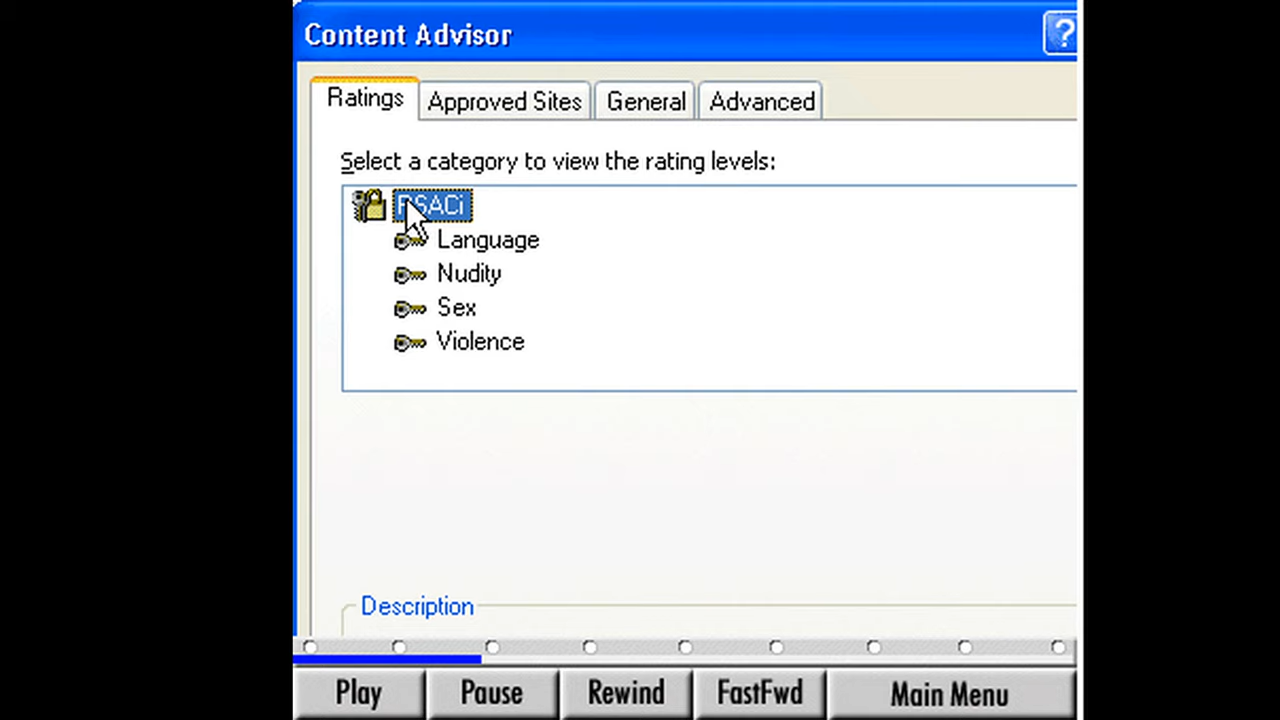 Content Advisor
?
Ratings Approved Sites General Advanced
Select a category to view the rating levels:
RSACi
Language
Nudity
Sex
Violence
Description
Play Pause Rewind FastFwd Main Menu